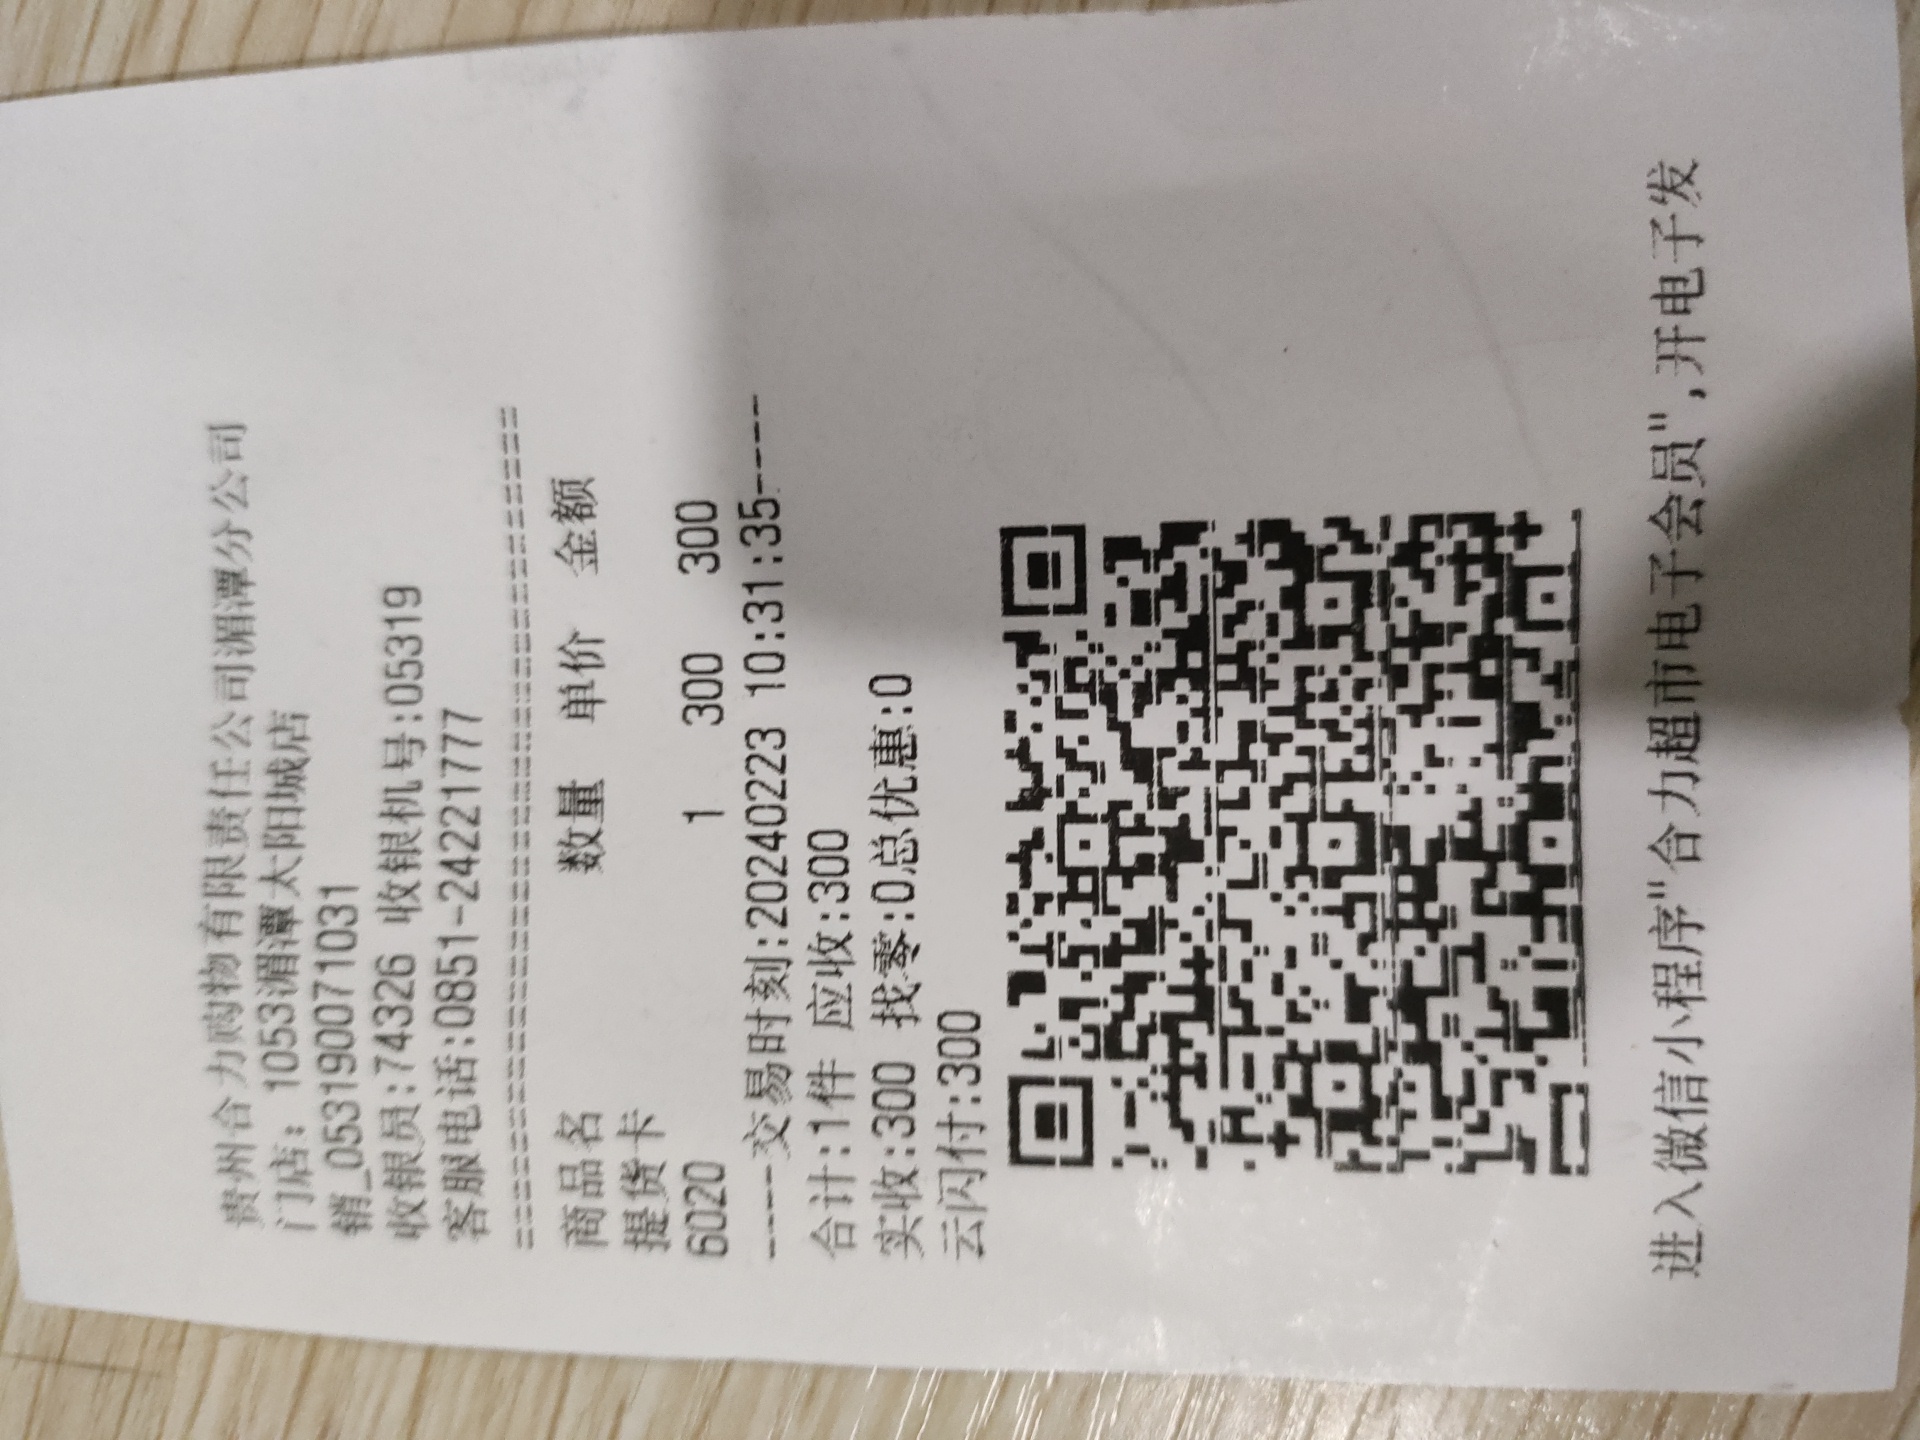 贵州合力购物有限责任公司湄潭分公司
门店: 1053湄潭太阳城店
销_053190071031
收银员:74326 收银机号:05319
客服电话:0851-24221777
========================================
商品名 数量 单价 金额
提货卡
6020 1 300 300
----交易时刻:20240223 10:31:35----
合计:1件 应收:300
实收:300 找零:0总优惠:0
云闪付:300
进入微信小程序"合力超市电子会员",开电子发